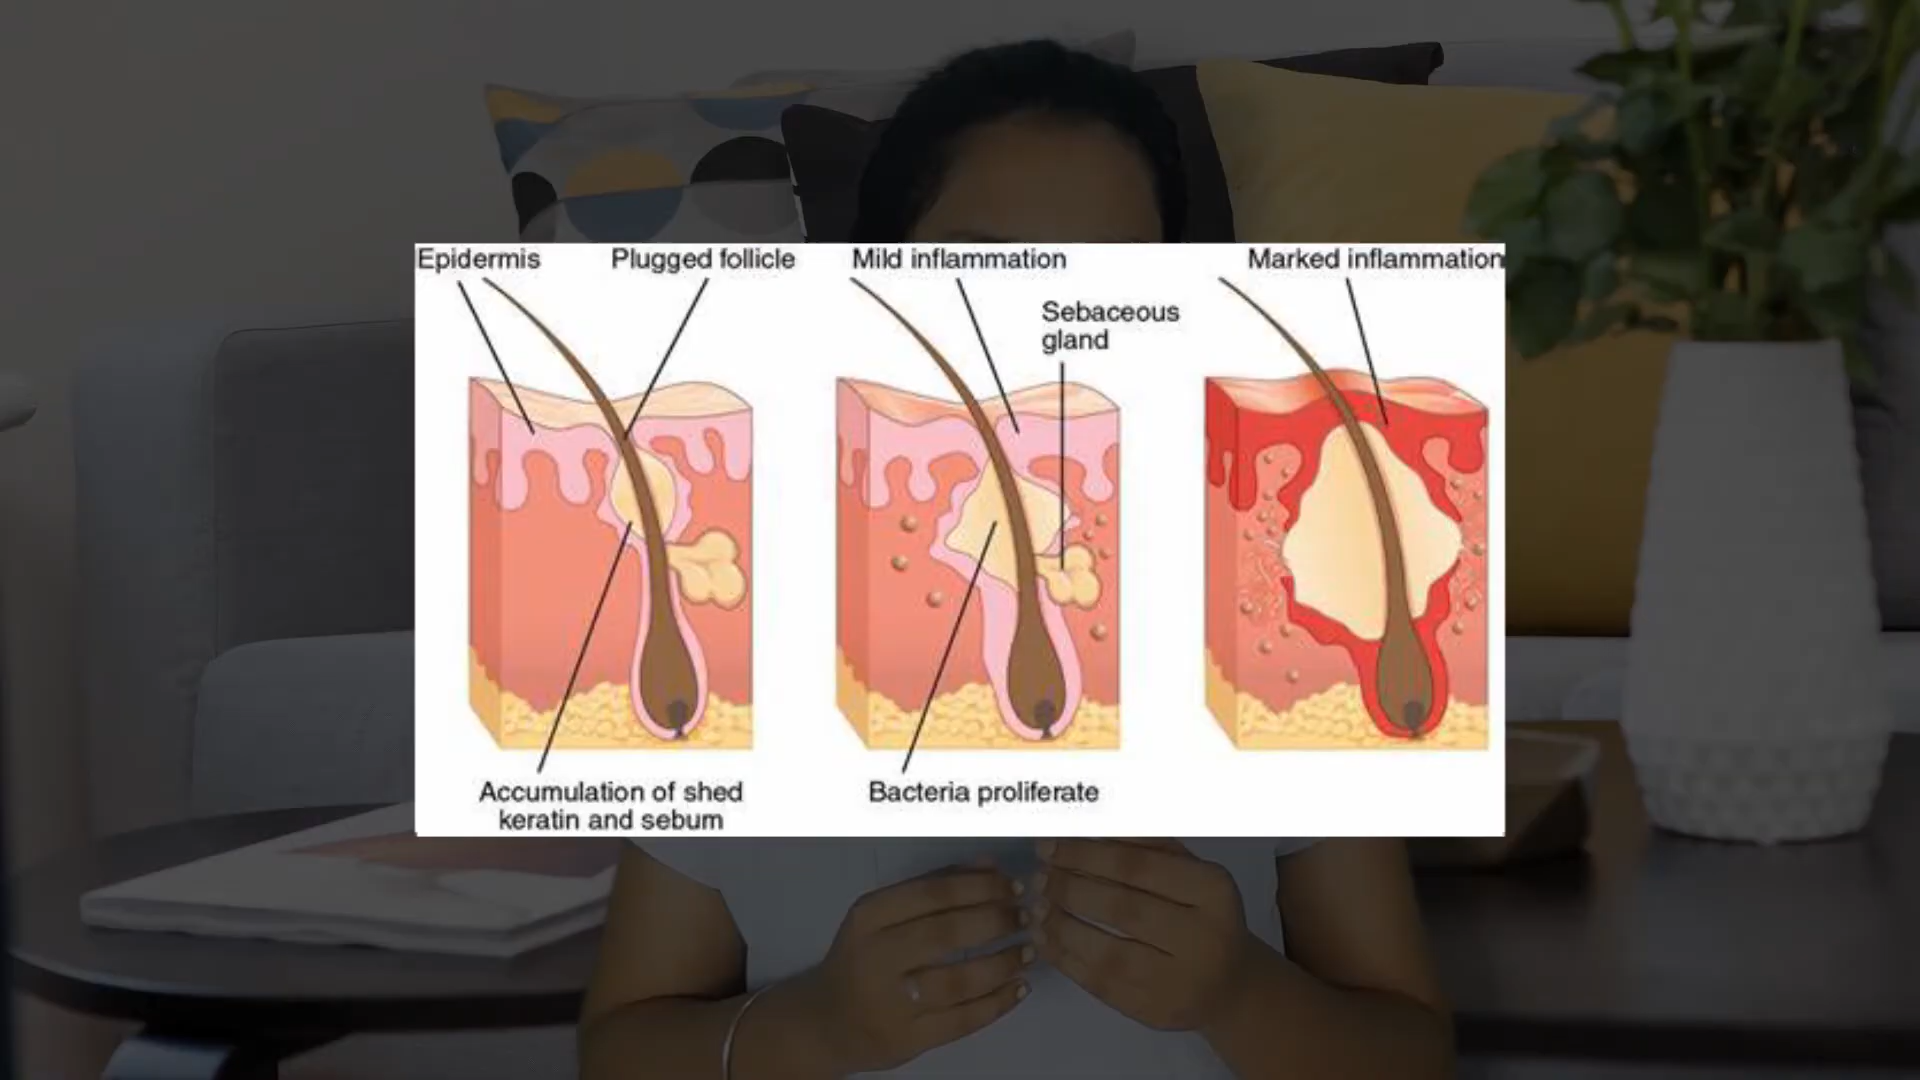 Epidermis
Plugged follicle
Mild inflammation
Marked inflammation
Sebaceous
gland
Accumulation of shed
keratin and sebum
Bacteria proliferate